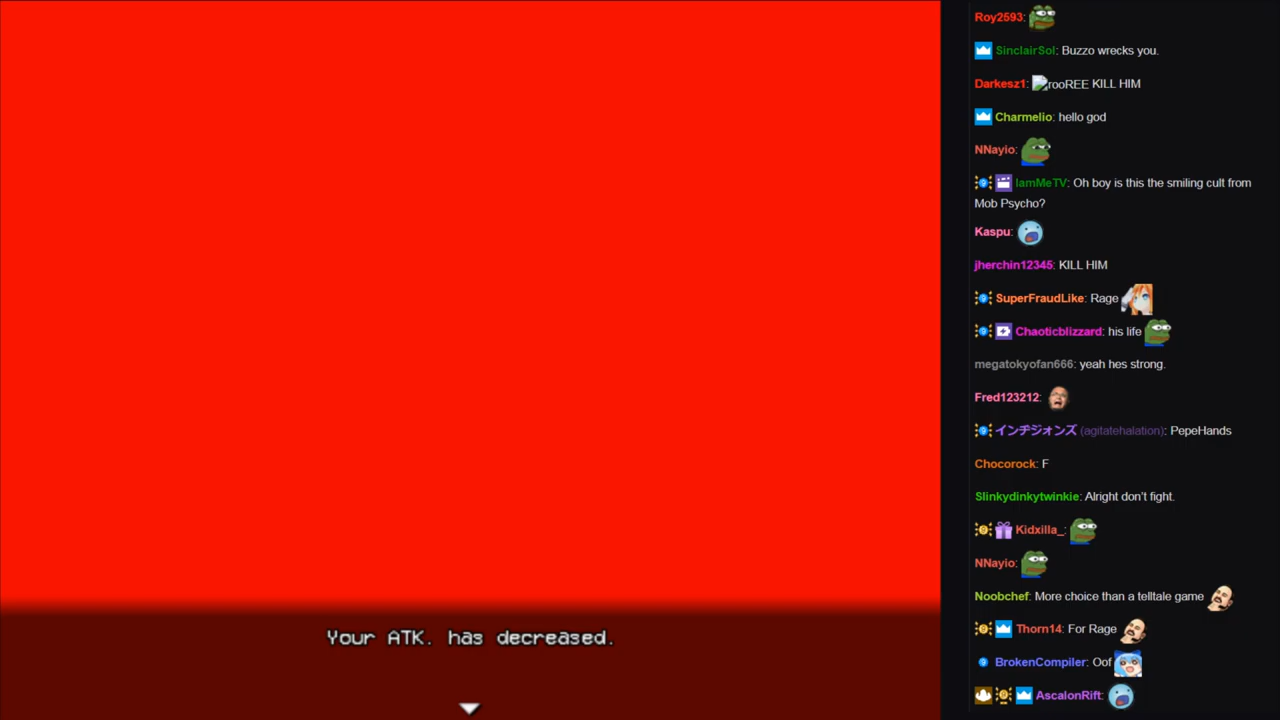 Your ATK. has decreased.
Roy2593:
SinclairSol: Buzzo wrecks you.
Darkesz1: rooREE KILL HIM
Charmelio: hello god
NNayio:
IamMeTV: Oh boy is this the smiling cult from
Mob Psycho?
Kaspu:
jherchin12345: KILL HIM
SuperFraudLike: Rage
Chaoticblizzard: his life
megatokyofan666: yeah hes strong.
Fred123212:
インヂジォンズ (agitatehalation): PepeHands
Chocorock: F
Slinkydinkytwinkie: Alright don't fight.
Kidxilla_:
NNayio:
Noobchef: More choice than a telltale game
Thorn14: For Rage
BrokenCompiler: Oof
AscalonRift: